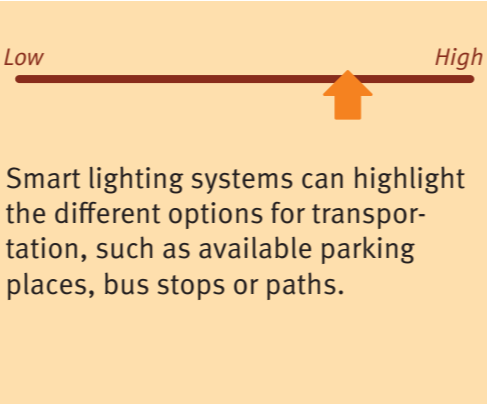 Low
High
Smart lighting systems can highlight
the different options for transpor-
tation, such as available parking
places, bus stops or paths.